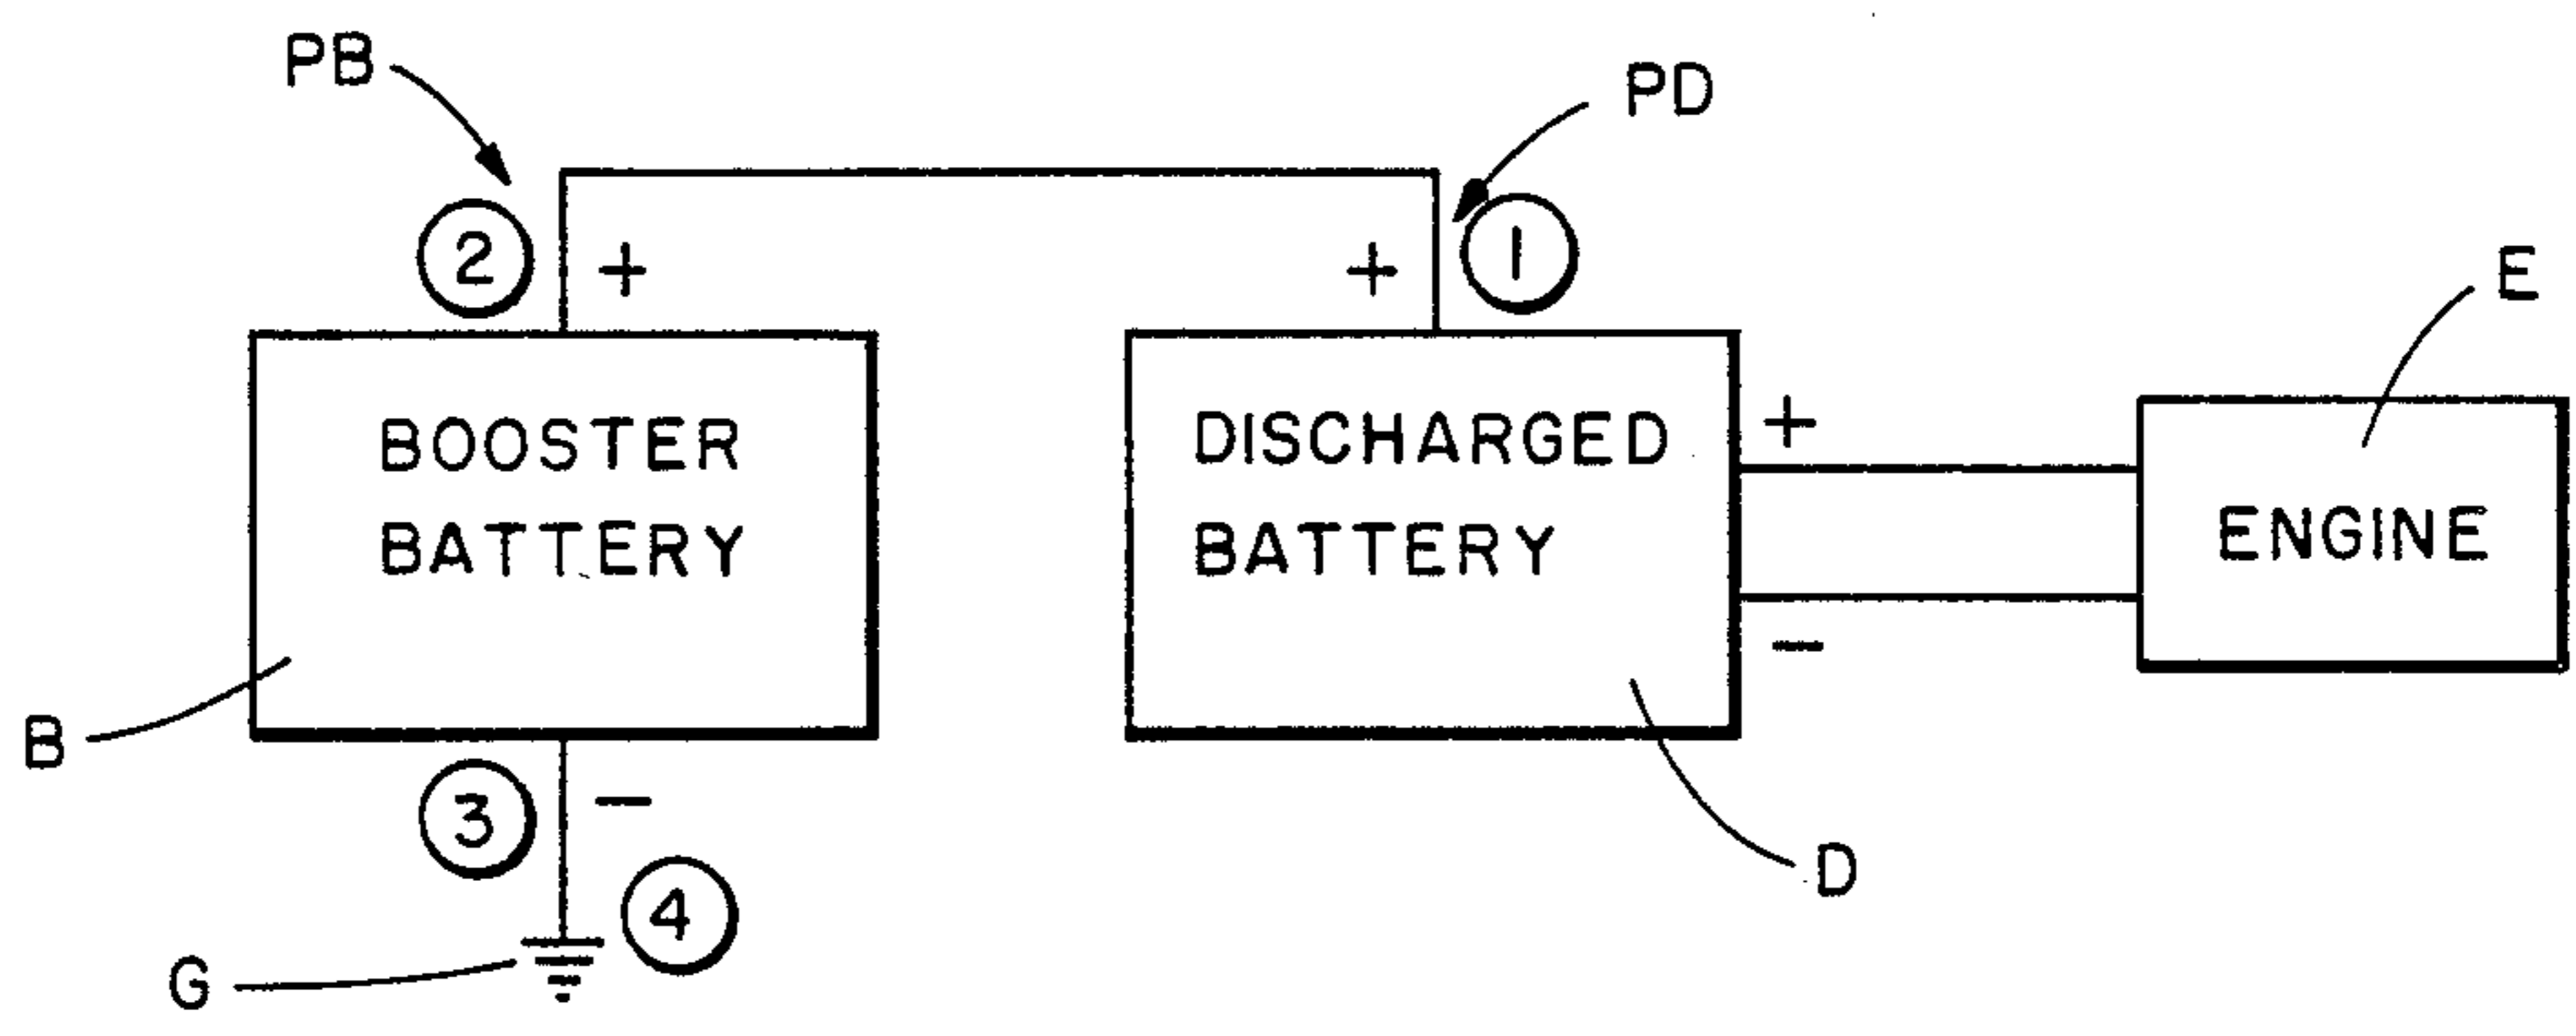 PB
PD
2
+
+
1
E
BOOSTER
BATTERY
DISCHARGED
BATTERY
+
-
ENGINE
B
3
-
4
D
G